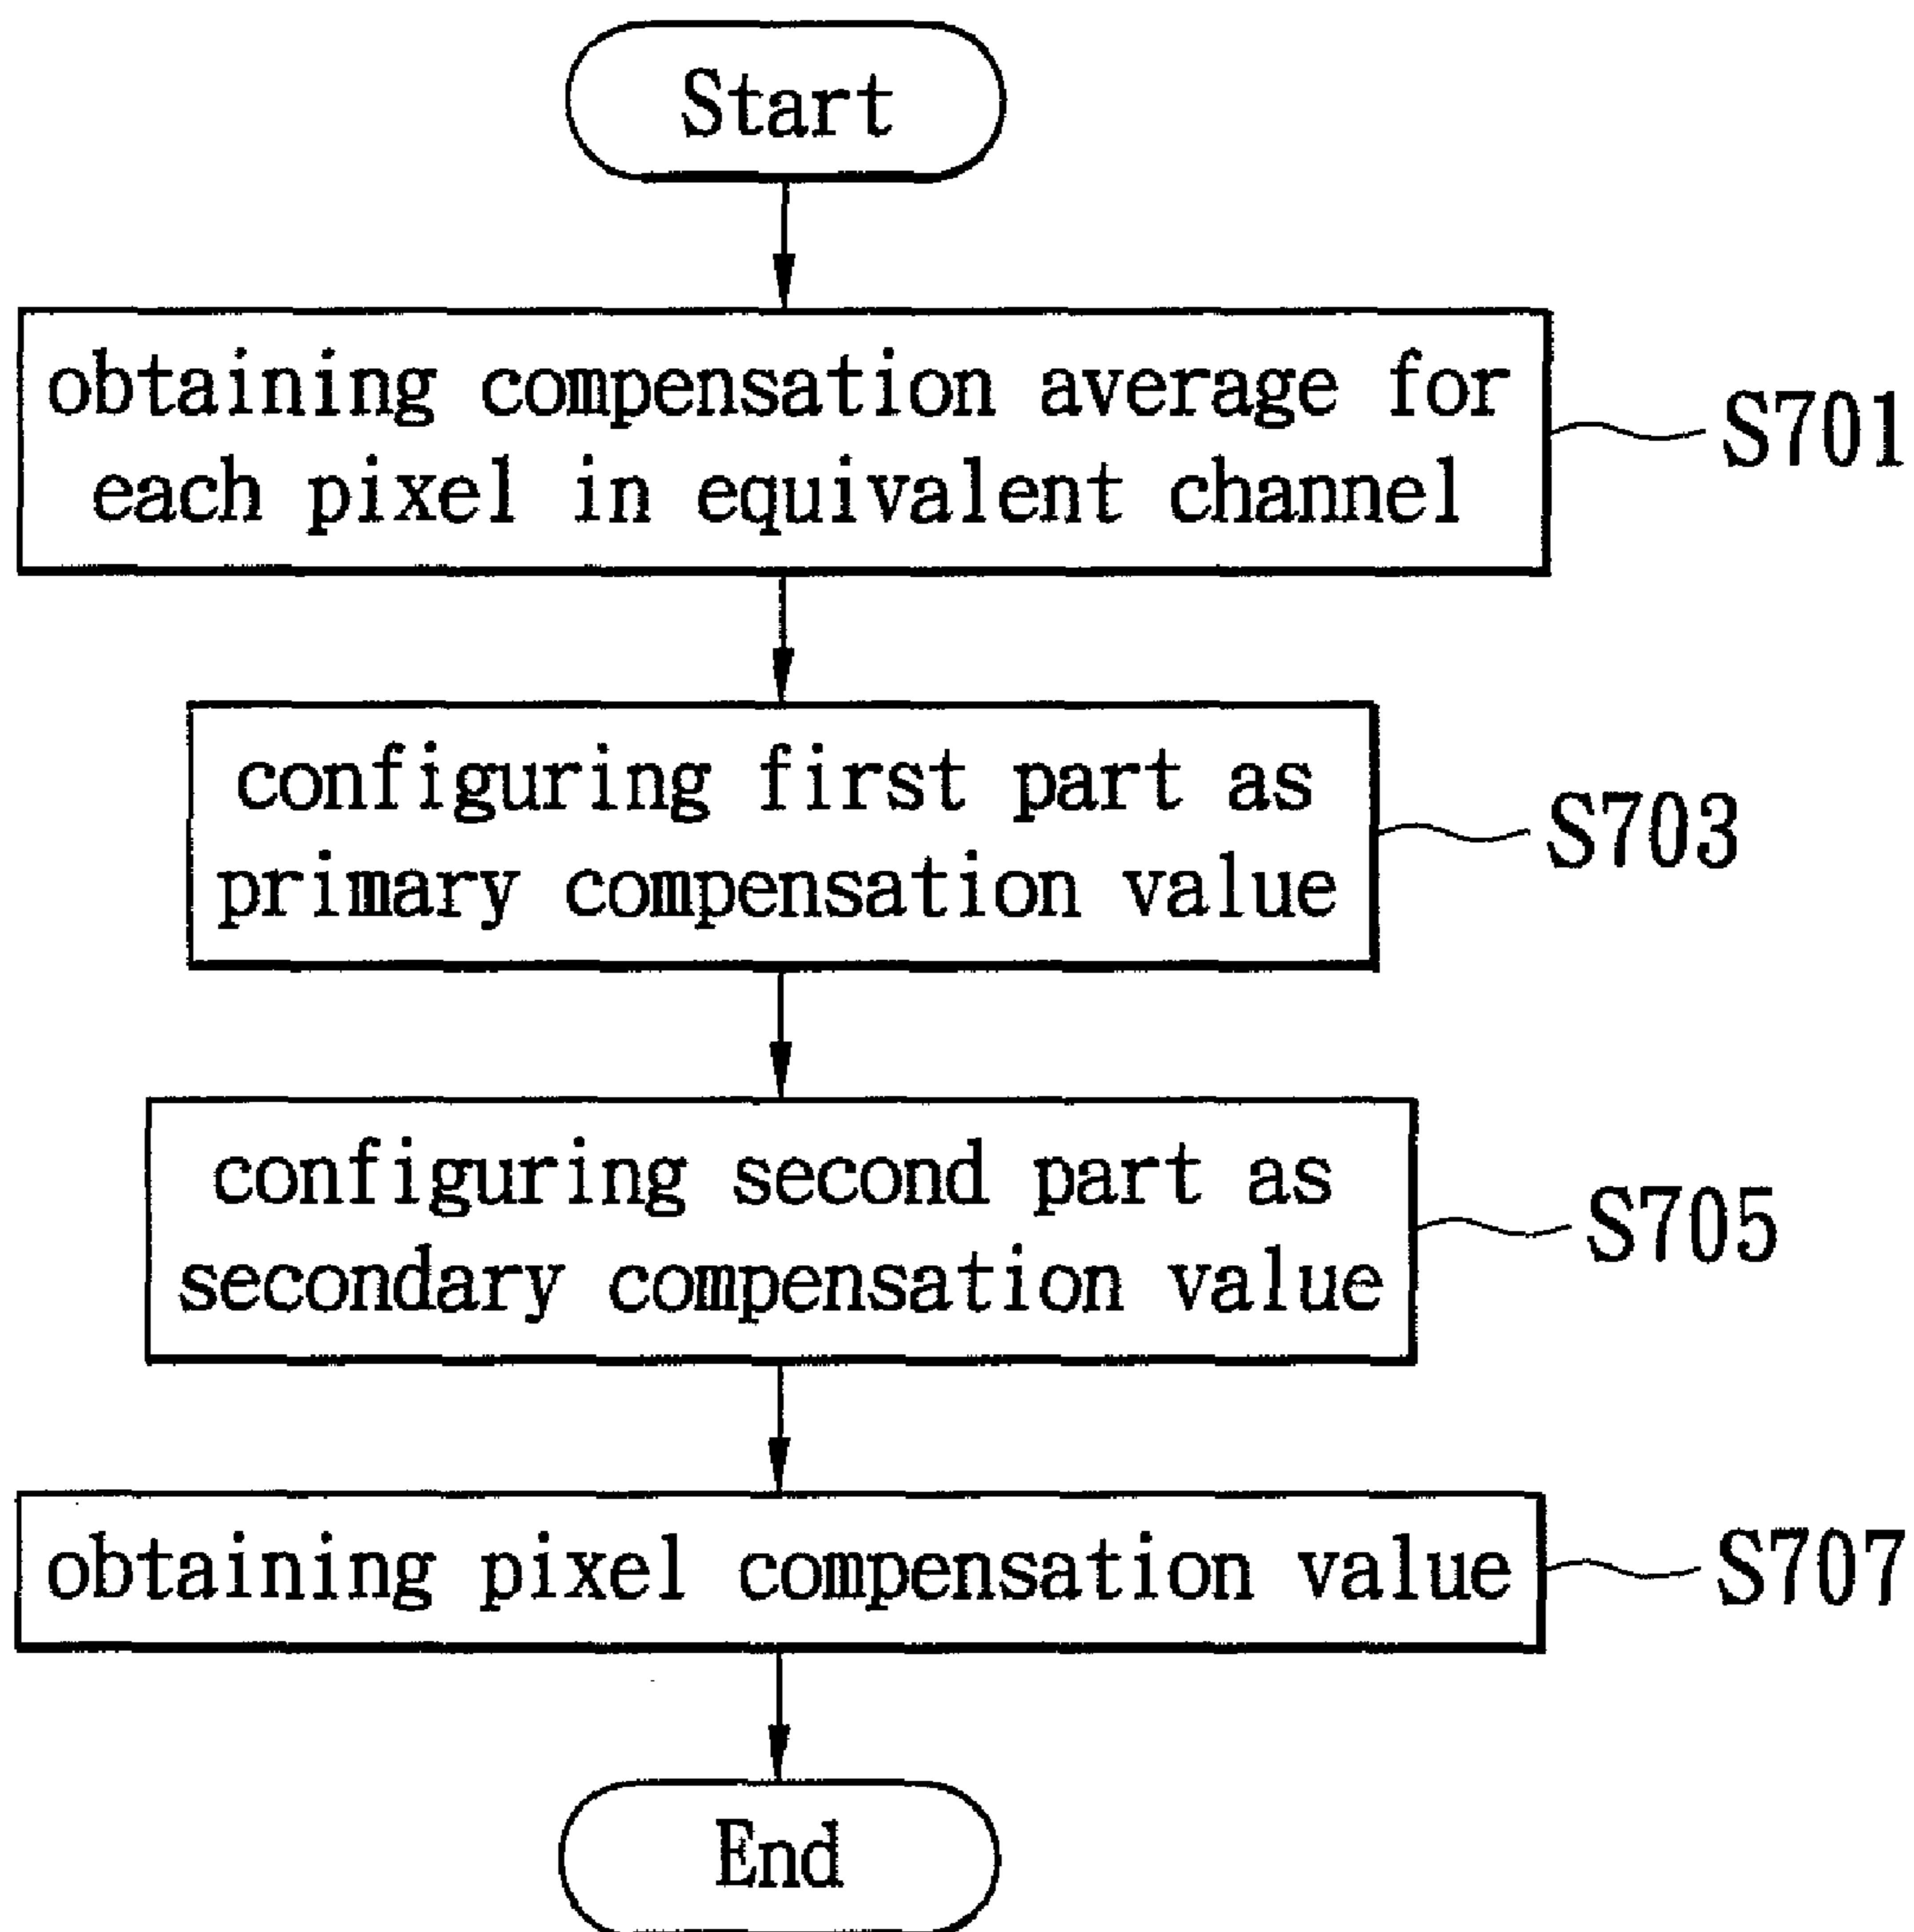 Start
obtaining compensation average for
each pixel in equivalent channel
S701
configuring first part as
primary compensation value
S703
configuring second part as
secondary compensation value
S705
obtaining pixel compensation value
S707
End